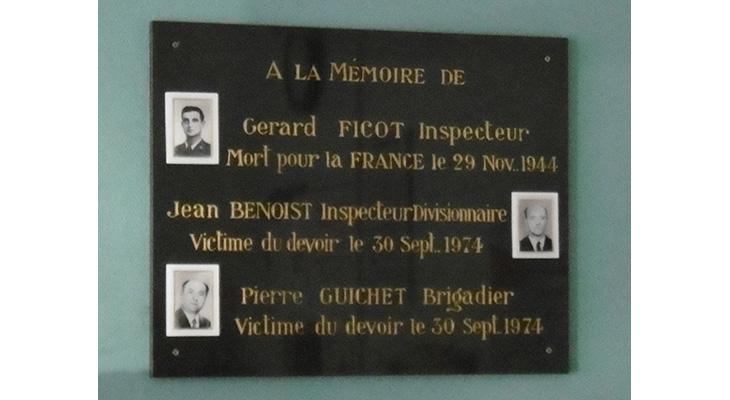 A LA MÉMOIRE DE
Gerard FICOT Inspecteur
Mort pour la FRANCE le 29 Nov..1944
Jean BENOIST Inspecteur Divisionnaire
Victime du devoir le 30 Sept..1974
Pierre GUICHET Brigadier
Victime du devoir le 30 Sept.1974